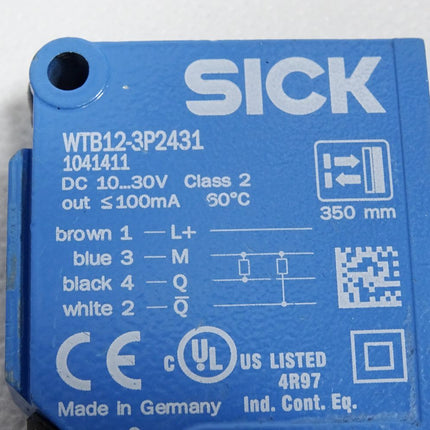 SICK
WTB12-3P2431
1041411
DC 10...30V Class 2
out ≤100mA 60°C
350 mm
brown 1 — L+
blue 3 — M
black 4 — Q
white 2 — Q̅
CE
C UL US LISTED
4R97
Made in Germany Ind. Cont. Eq.